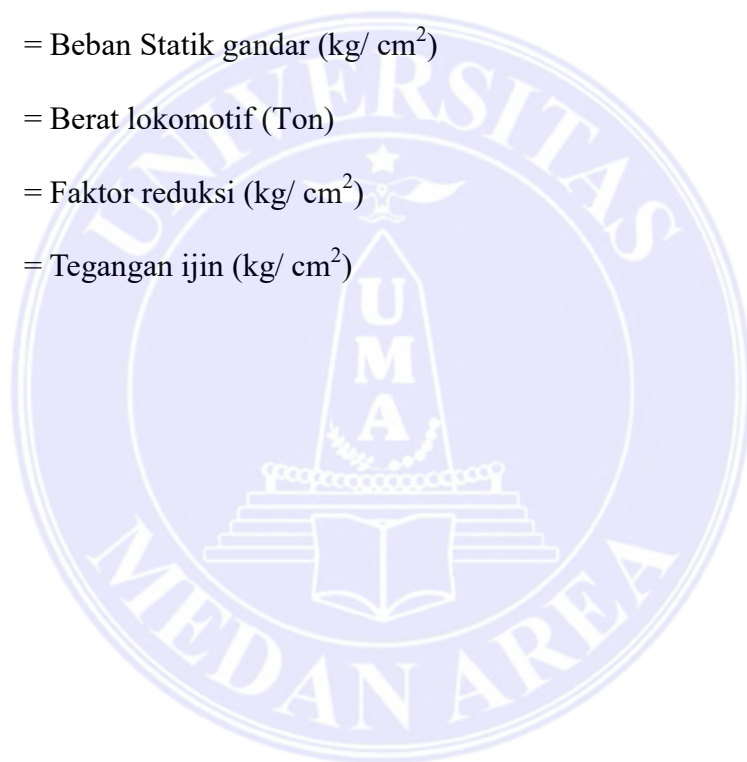 = Beban Statik gandar (kg/ cm²)
= Berat lokomotif (Ton)
= Faktor reduksi (kg/ cm²)
= Tegangan ijin (kg/ cm²)
UNIVERSITAS
U
M
A
MEDAN AREA